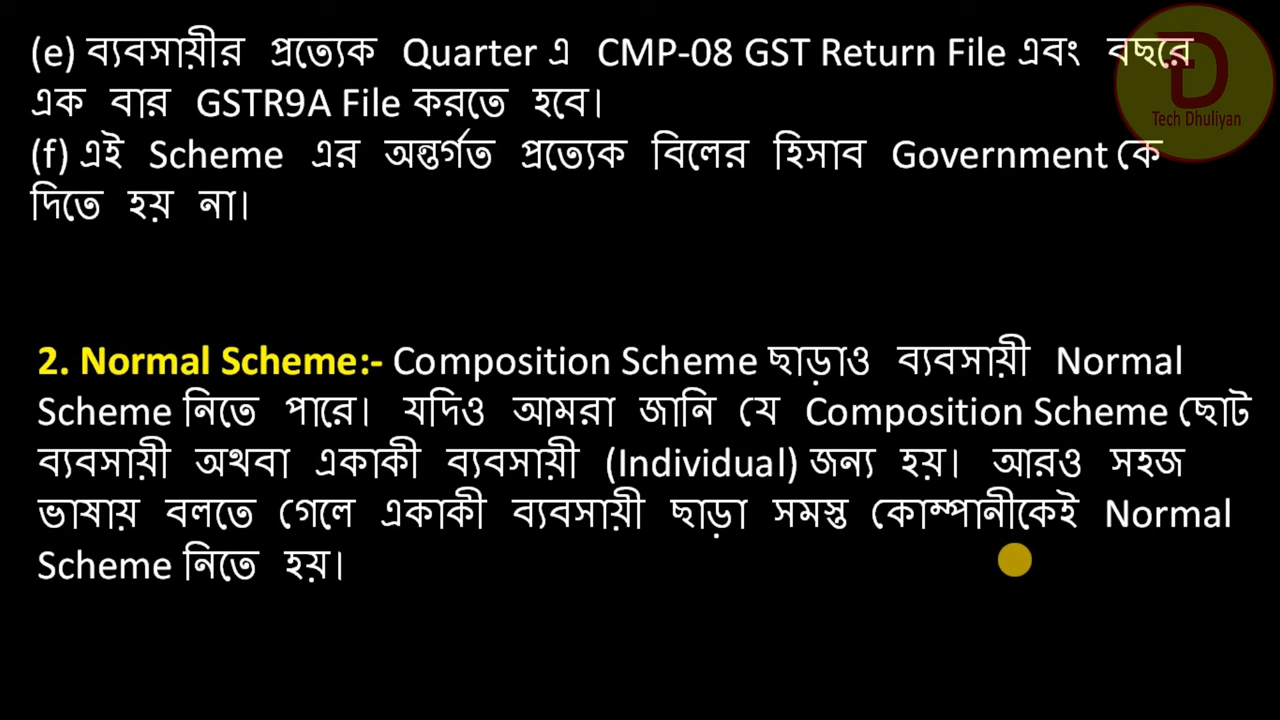 (e) ব্যবসায়ীর প্রত্যেক Quarter এ CMP-08 GST Return File এবং বছরে
এক বার GSTR9A File করতে হবে।
Tech Dhuliyan
(f) এই Scheme এর অন্তর্গত প্রত্যেক বিলের হিসাব Government কে
দিতে হয় না।
2. Normal Scheme:- Composition Scheme ছাড়াও ব্যবসায়ী Normal
Scheme নিতে পারে। যদিও আমরা জানি যে Composition Scheme ছোট
ব্যবসায়ী অথবা একাকী ব্যবসায়ী (Individual) জন্য হয়। আরও সহজ
ভাষায় বলতে গেলে একাকী ব্যবসায়ী ছাড়া সমস্ত কোম্পানীকেই Normal
Scheme নিতে হয়।